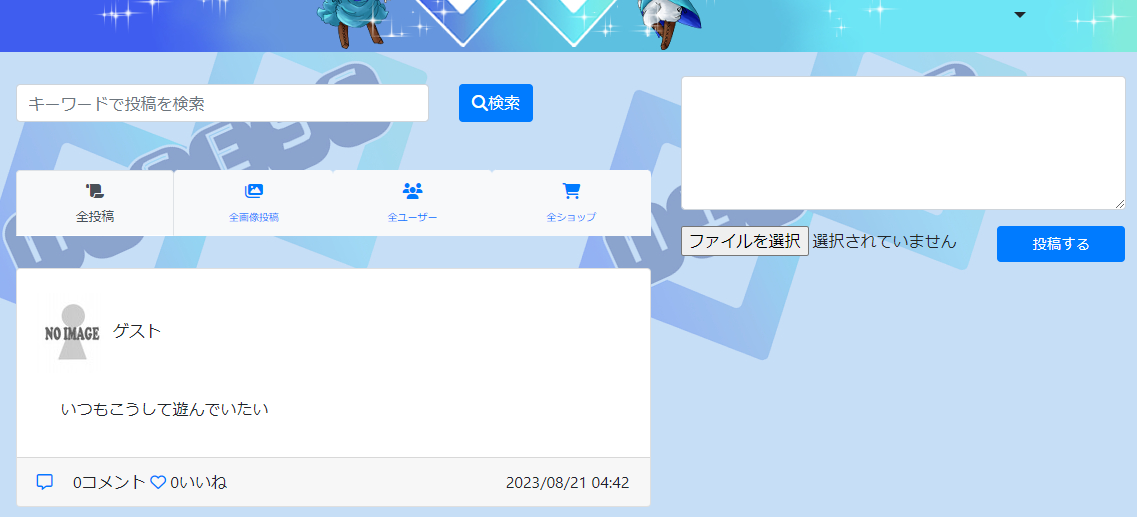 キーワードで投稿を検索
検索
全投稿
全画像投稿
全ユーザー
全ショップ
ファイルを選択 選択されていません
投稿する
NO IMAGE
ゲスト
いつもこうして遊んでいたい
0コメント 0いいね
2023/08/21 04:42